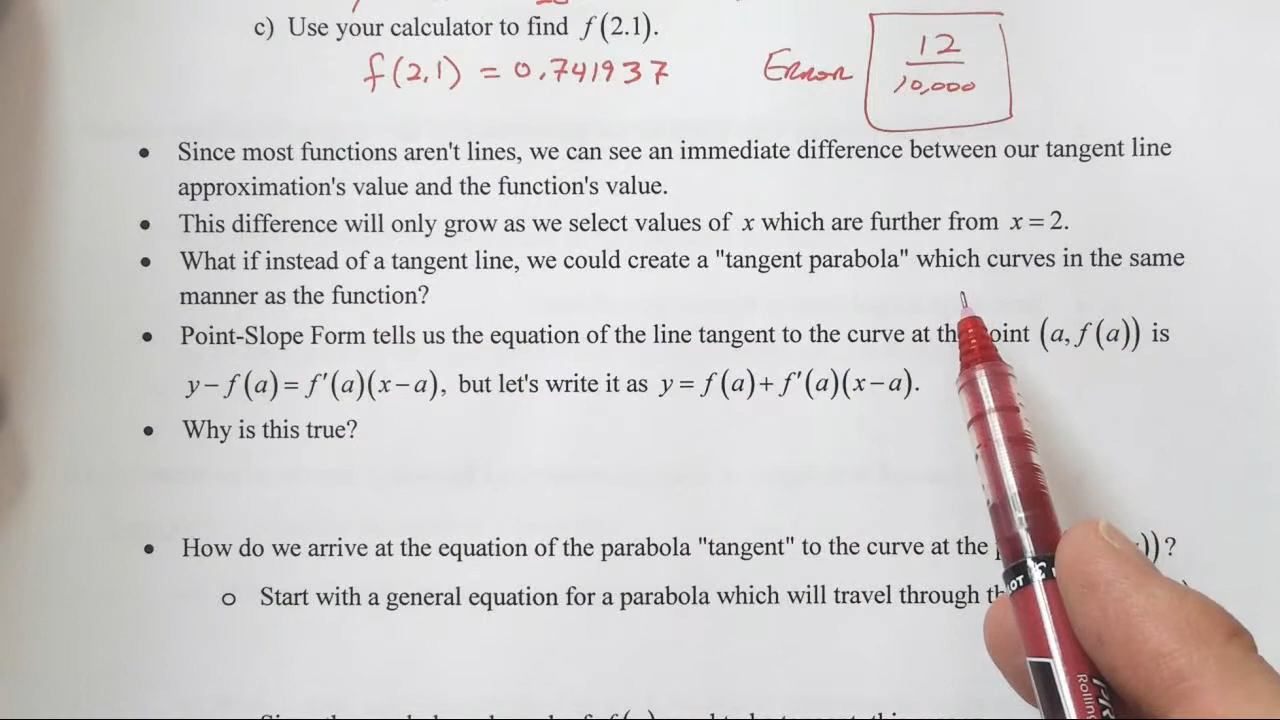 c) Use your calculator to find f(2.1).
f(2.1) = 0.741937 Error 12/10,000
• Since most functions aren't lines, we can see an immediate difference between our tangent line
approximation's value and the function's value.
• This difference will only grow as we select values of x which are further from x = 2.
• What if instead of a tangent line, we could create a "tangent parabola" which curves in the same
manner as the function?
• Point-Slope Form tells us the equation of the line tangent to the curve at the point (a, f(a)) is
y − f(a) = f'(a)(x − a), but let's write it as y = f(a) + f'(a)(x − a).
• Why is this true?
• How do we arrive at the equation of the parabola "tangent" to the curve at the ))?
o Start with a general equation for a parabola which will travel through